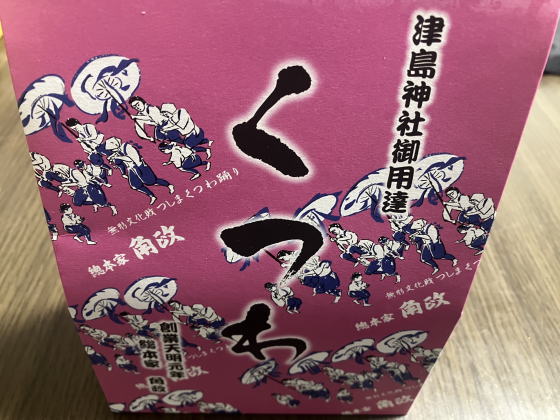 津島神社御用達
くつわ
無形文化財つしまくつわ踊り
總本家 角政
無形文化財つしまくつわ踊り
總本家 角政
創業天明元年
総本家 角政